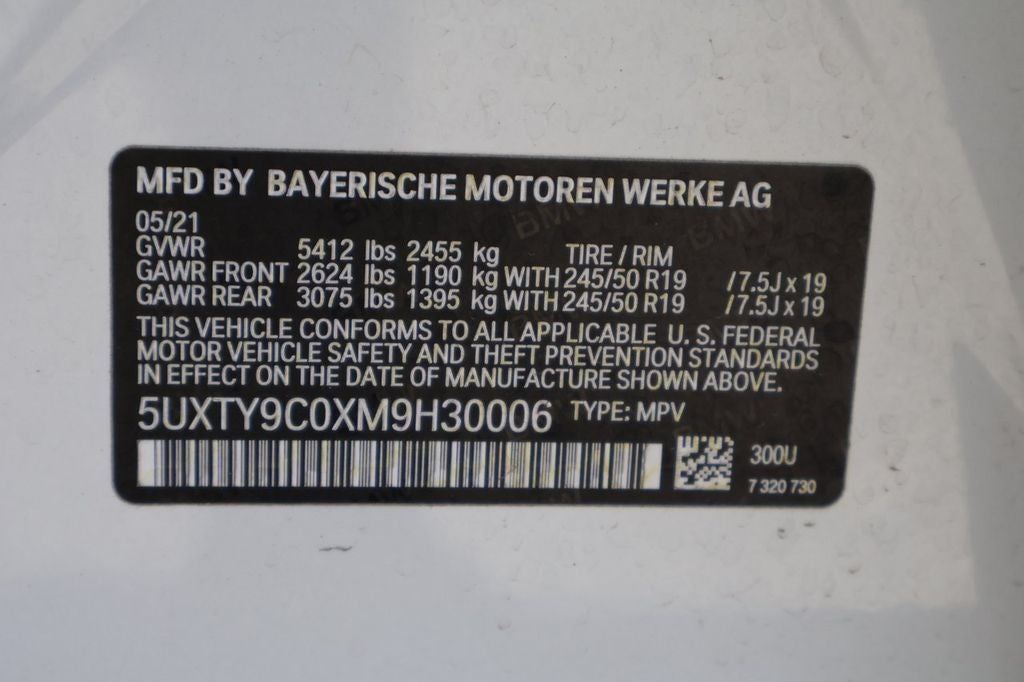 MFD BY BAYERISCHE MOTOREN WERKE AG
05/21
GVWR 5412 lbs 2455 kg TIRE / RIM
GAWR FRONT 2624 lbs 1190 kg WITH 245/50 R19 /7.5J x 19
GAWR REAR 3075 lbs 1395 kg WITH 245/50 R19 /7.5J x 19
THIS VEHICLE CONFORMS TO ALL APPLICABLE U. S. FEDERAL
MOTOR VEHICLE SAFETY AND THEFT PREVENTION STANDARDS
IN EFFECT ON THE DATE OF MANUFACTURE SHOWN ABOVE.
5UXTY9C0XM9H30006 TYPE: MPV
300U
7 320 730